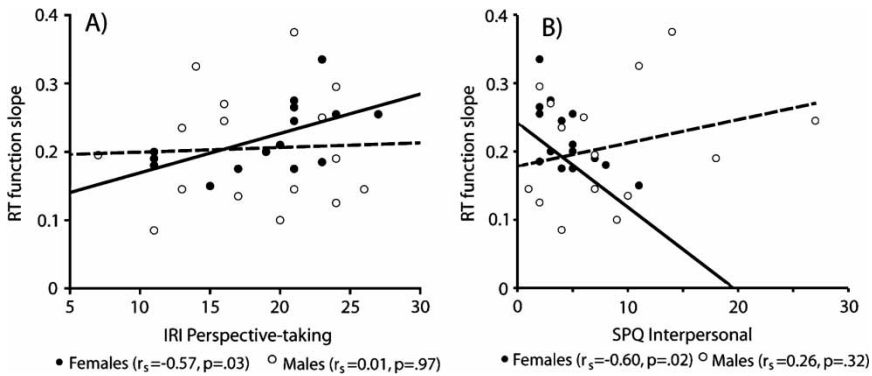 A)
B)
0.4
0.3
0.2
0.1
0
RT function slope
5 10 15 20 25 30
IRI Perspective-taking
● Females (rs=-0.57, p=.03) ○ Males (rs=0.01, p=.97)
0.4
0.3
0.2
0.1
0
RT function slope
0 10 20 30
SPQ Interpersonal
● Females (rs=-0.60, p=.02) ○ Males (rs=0.26, p=.32)